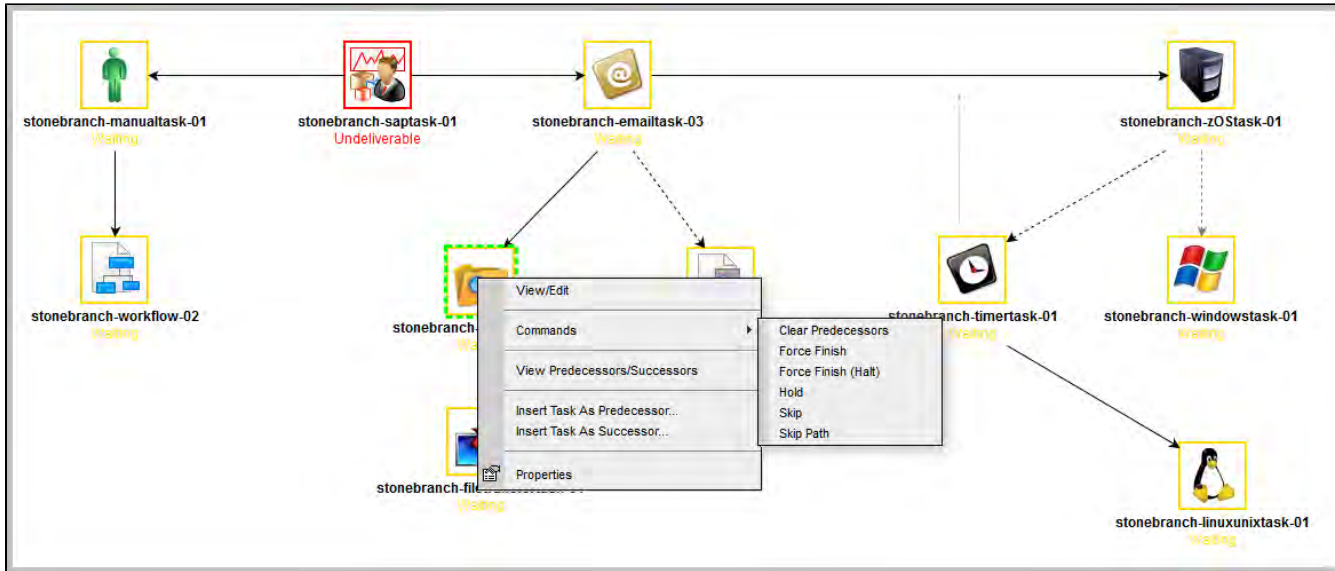 stonebranch-manualtask-01
Waiting
stonebranch-saptask-01
Undeliverable
stonebranch-emailtask-03
Waiting
stonebranch-zOStask-01
Waiting
stonebranch-workflow-02
Waiting
stonebranch-
View/Edit
Commands
View Predecessors/Successors
Insert Task As Predecessor...
Insert Task As Successor...
Properties
Clear Predecessors
Force Finish
Force Finish (Halt)
Hold
Skip
Skip Path
stonebranch-timertask-01
Waiting
stonebranch-windowstask-01
Waiting
Waiting
stonebranch-linuxunixtask-01
Waiting